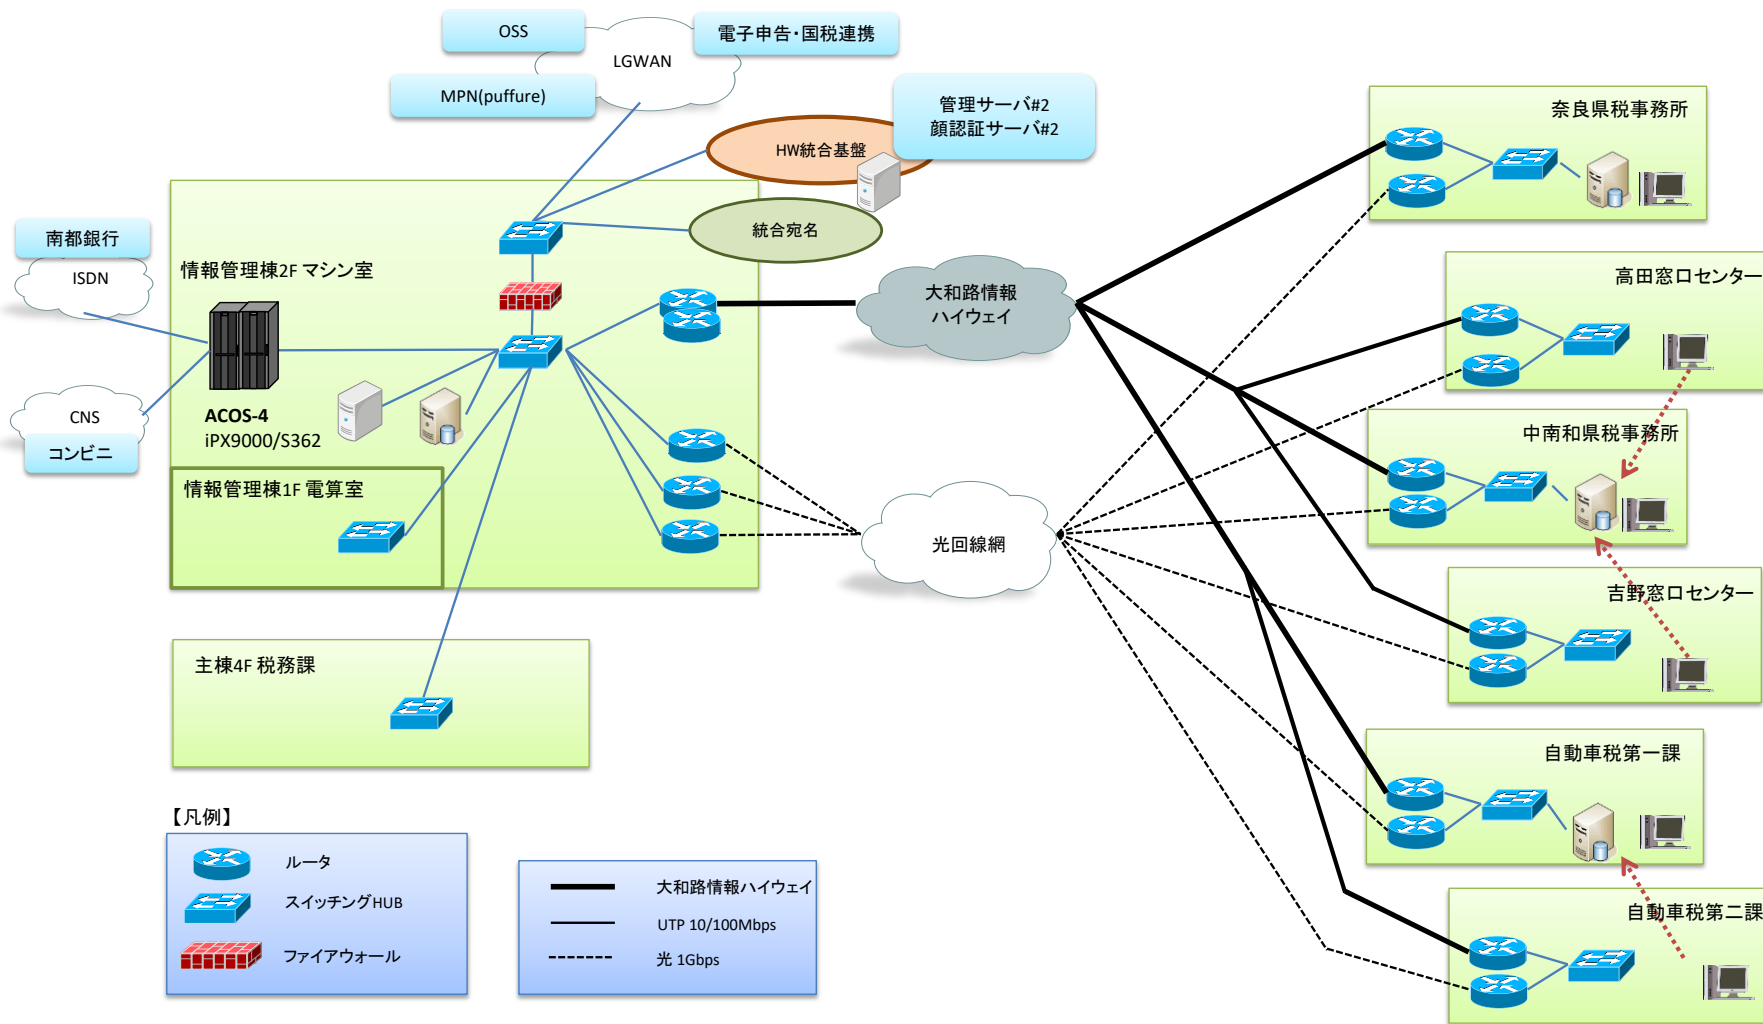 OSS
電子申告・国税連携
LGWAN
MPN(puffure)
管理サーバ#2
顔認証サーバ#2
HW統合基盤
統合宛名
南都銀行
ISDN
情報管理棟2F マシン室
CNS
コンビニ
ACOS-4
iPX9000/S362
情報管理棟1F 電算室
主棟4F 税務課
大和路情報
ハイウェイ
光回線網
奈良県税事務所
高田窓口センター
中南和県税事務所
吉野窓口センター
自動車税第一課
自動車税第二課
【凡例】
ルータ
スイッチングHUB
ファイアウォール
大和路情報ハイウェイ
UTP 10/100Mbps
光 1Gbps